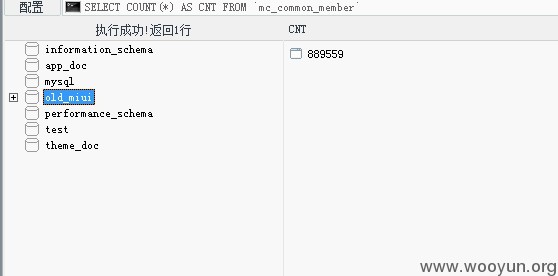 配置 SELECT COUNT(*) AS CNT FROM `mc_common_member`
执行成功!返回1行 CNT
information_schema 889559
app_doc
mysql
old_miui
performance_schema
test
theme_doc
www.wooyun.org